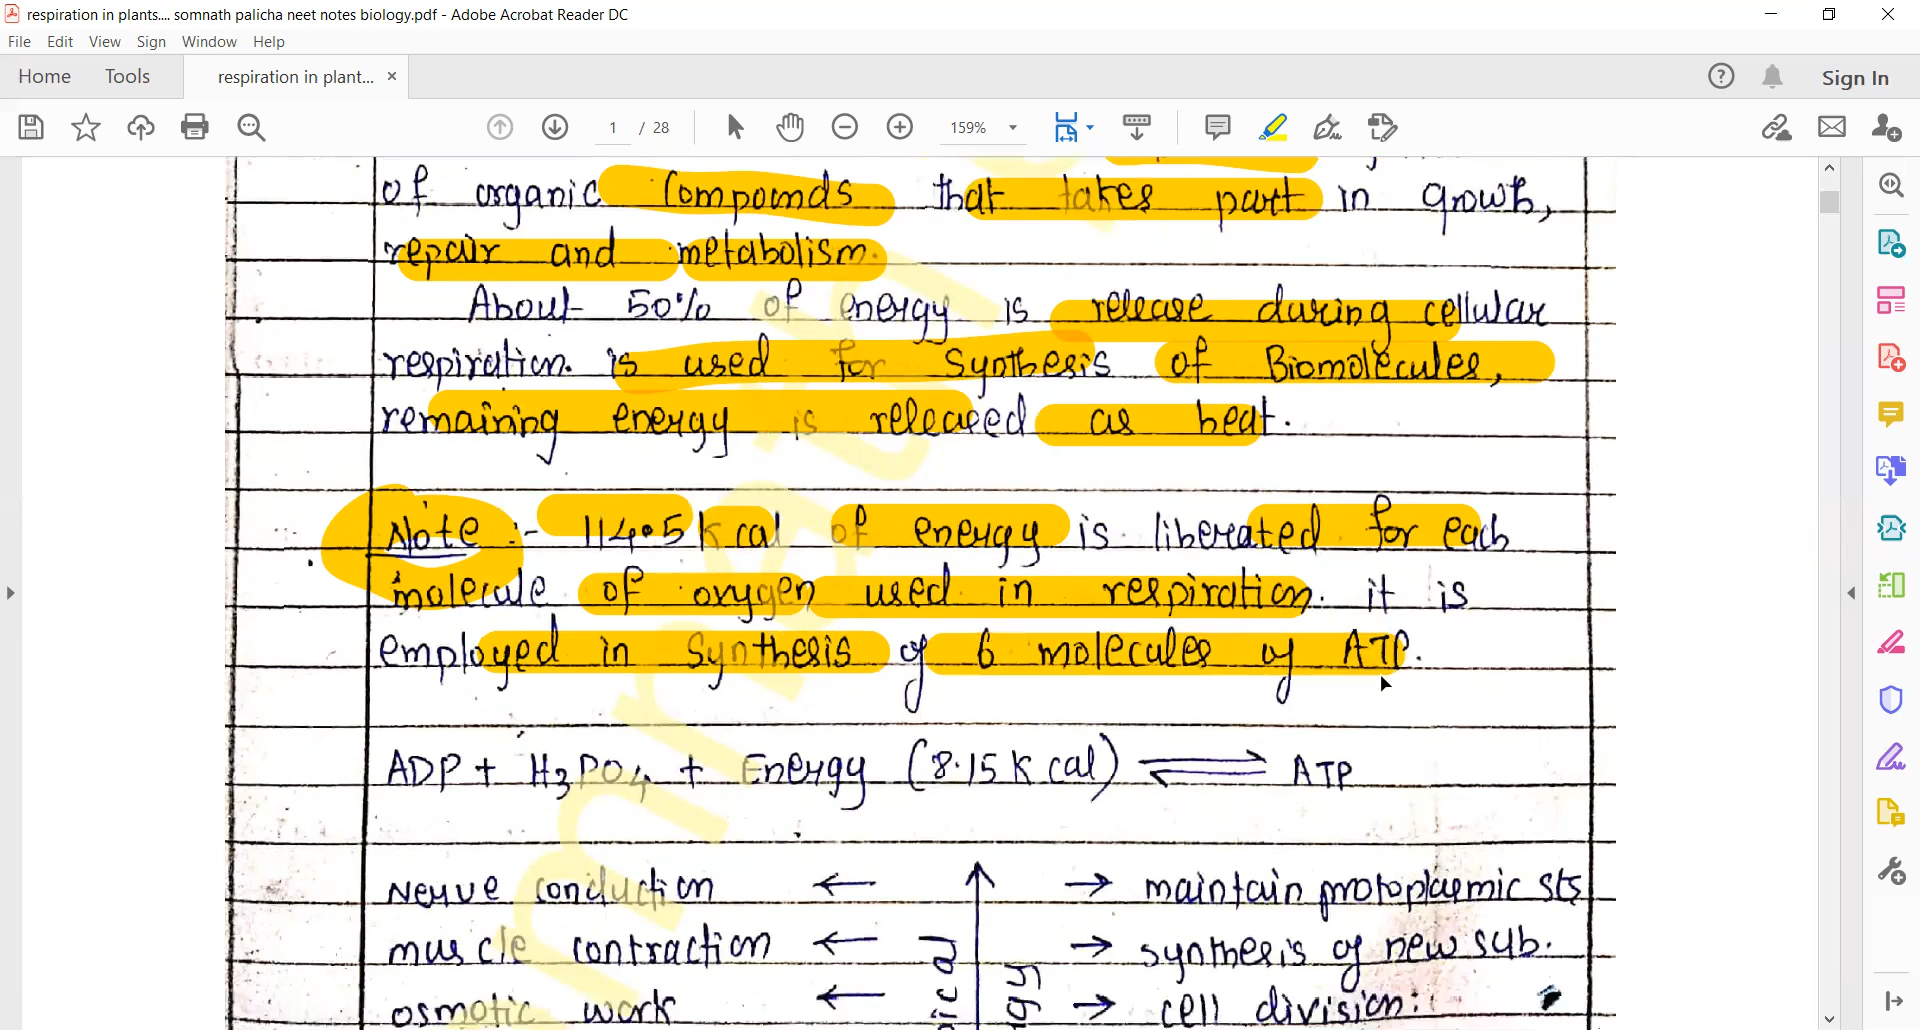 respiration in plants.... somnath palicha neet notes biology.pdf - Adobe Acrobat Reader DC
File Edit View Sign Window Help
Home Tools respiration in plant... ×
Sign In
1 / 28 159%
of organic Compounds that takes part in growth,
repair and metabolism.
About 50% of energy is release during cellular
respiration. is used for Synthesis of Biomolecules,
remaining energy is released as heat.
Note :- 114.5 k cal of energy is liberated for each
molecule of oxygen used in respiration. it is
employed in synthesis of 6 molecules of ATP.
ADP + H3PO4 + Energy (8.15 K cal) ⇌ ATP
Nerve conduction ← → maintain protoplasmic sts
muscle contraction ← → synthesis of new sub.
osmotic work ← → cell division: